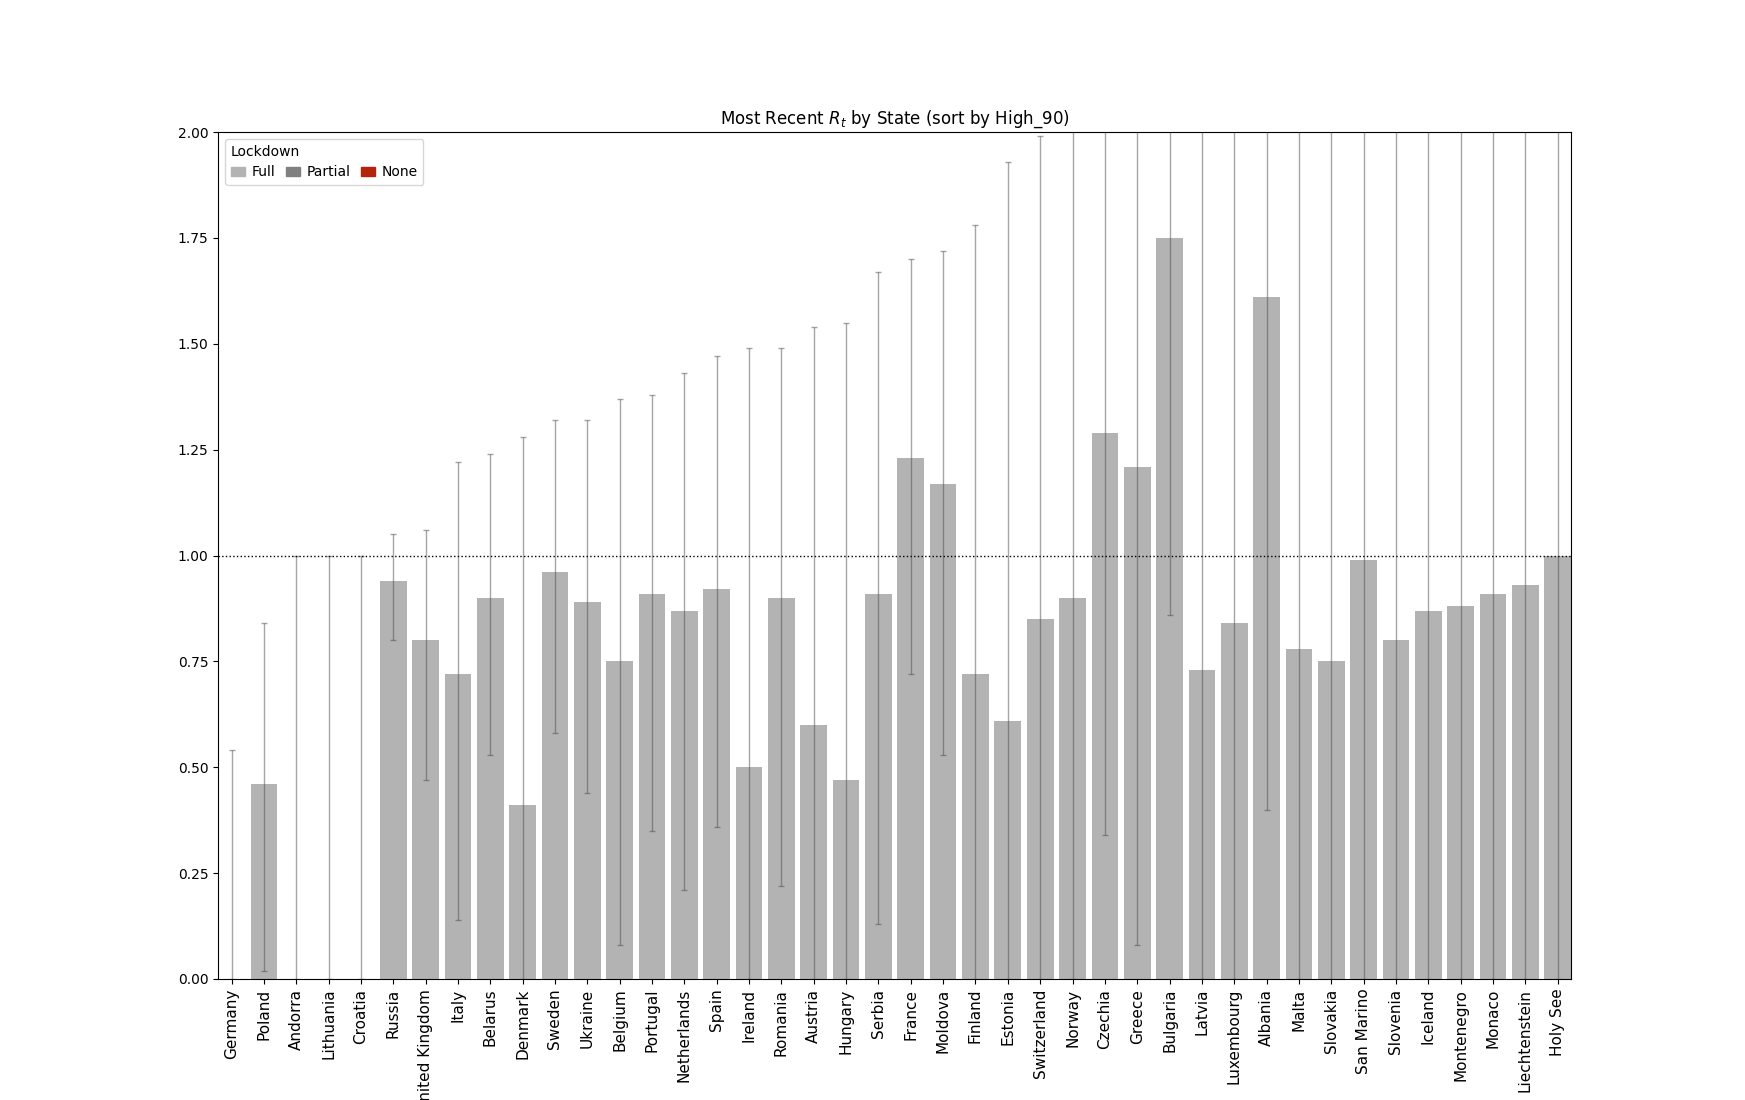 Most Recent R_t by State (sort by High_90)
Lockdown
Full Partial None
2.00
1.75
1.50
1.25
1.00
0.75
0.50
0.25
0.00
Germany
Poland
Andorra
Lithuania
Croatia
Russia
nited Kingdom
Italy
Belarus
Denmark
Sweden
Ukraine
Belgium
Portugal
Netherlands
Spain
Ireland
Romania
Austria
Hungary
Serbia
France
Moldova
Finland
Estonia
Switzerland
Norway
Czechia
Greece
Bulgaria
Latvia
Luxembourg
Albania
Malta
Slovakia
San Marino
Slovenia
Iceland
Montenegro
Monaco
Liechtenstein
Holy See